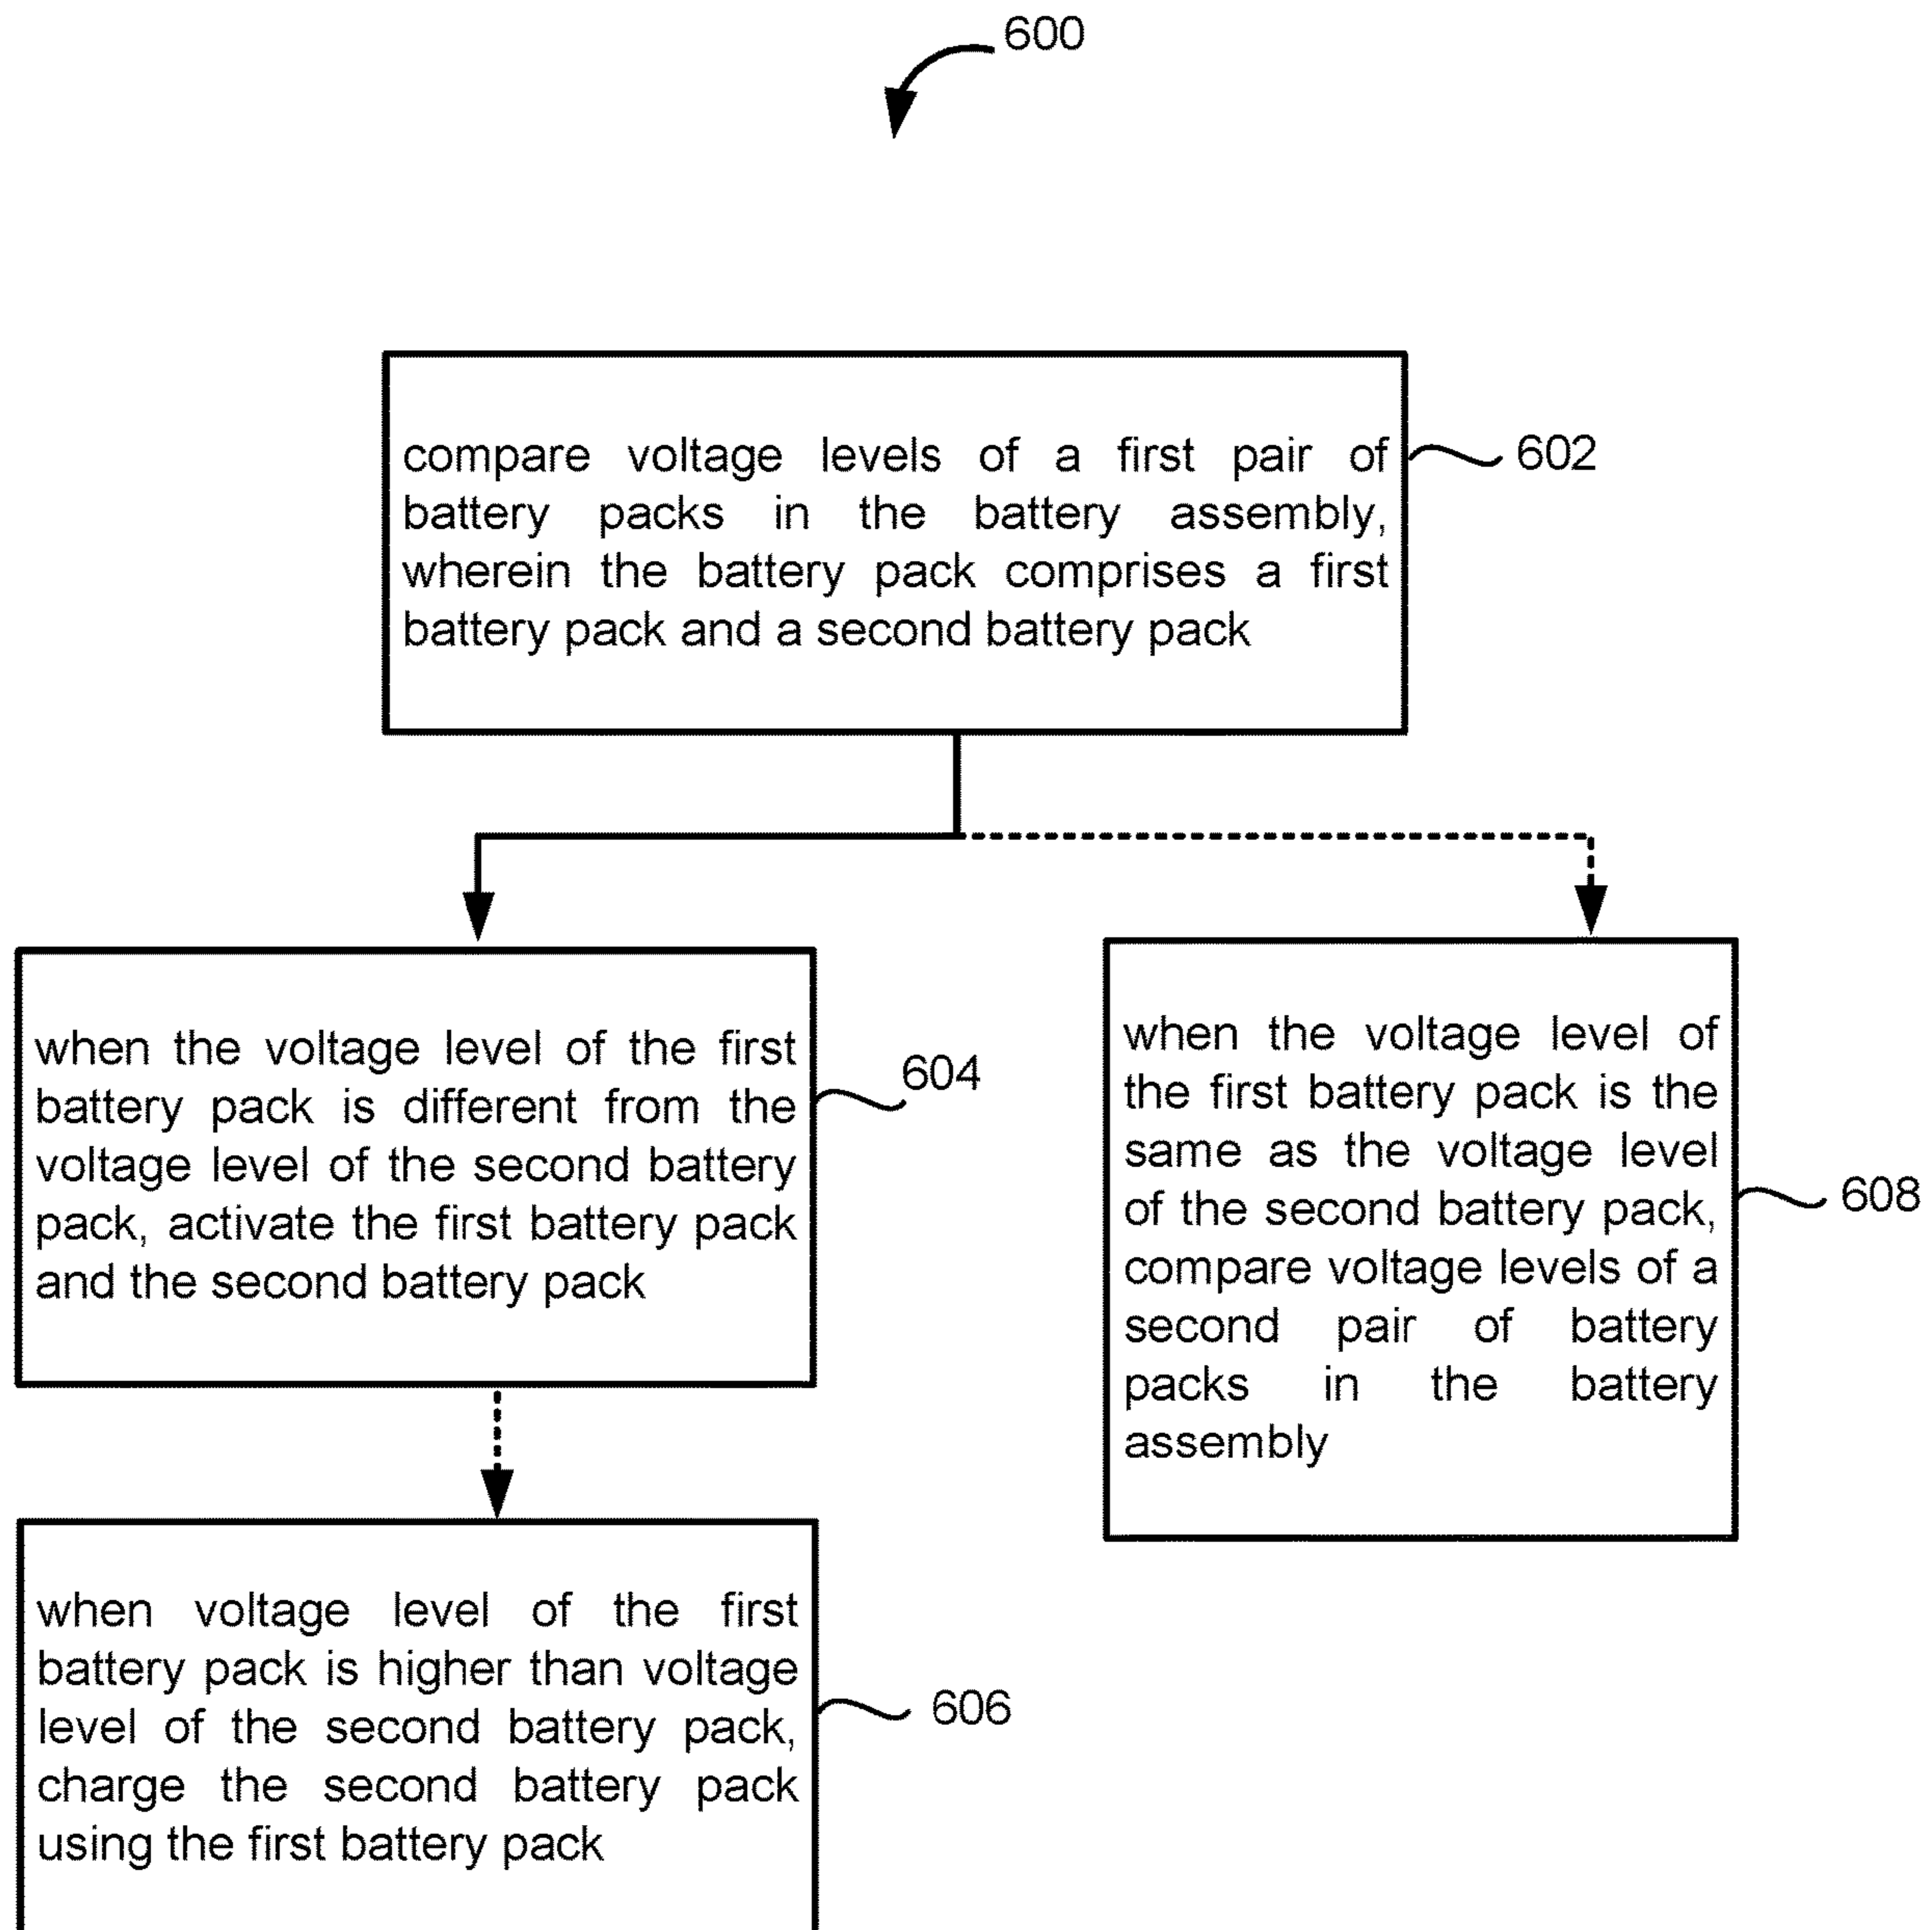 600
compare voltage levels of a first pair of
battery packs in the battery assembly,
wherein the battery pack comprises a first
battery pack and a second battery pack
602
when the voltage level of the first
battery pack is different from the
voltage level of the second battery
pack, activate the first battery pack
and the second battery pack
604
when the voltage level of
the first battery pack is the
same as the voltage level
of the second battery pack,
compare voltage levels of a
second pair of battery
packs in the battery
assembly
608
when voltage level of the first
battery pack is higher than voltage
level of the second battery pack,
charge the second battery pack
using the first battery pack
606